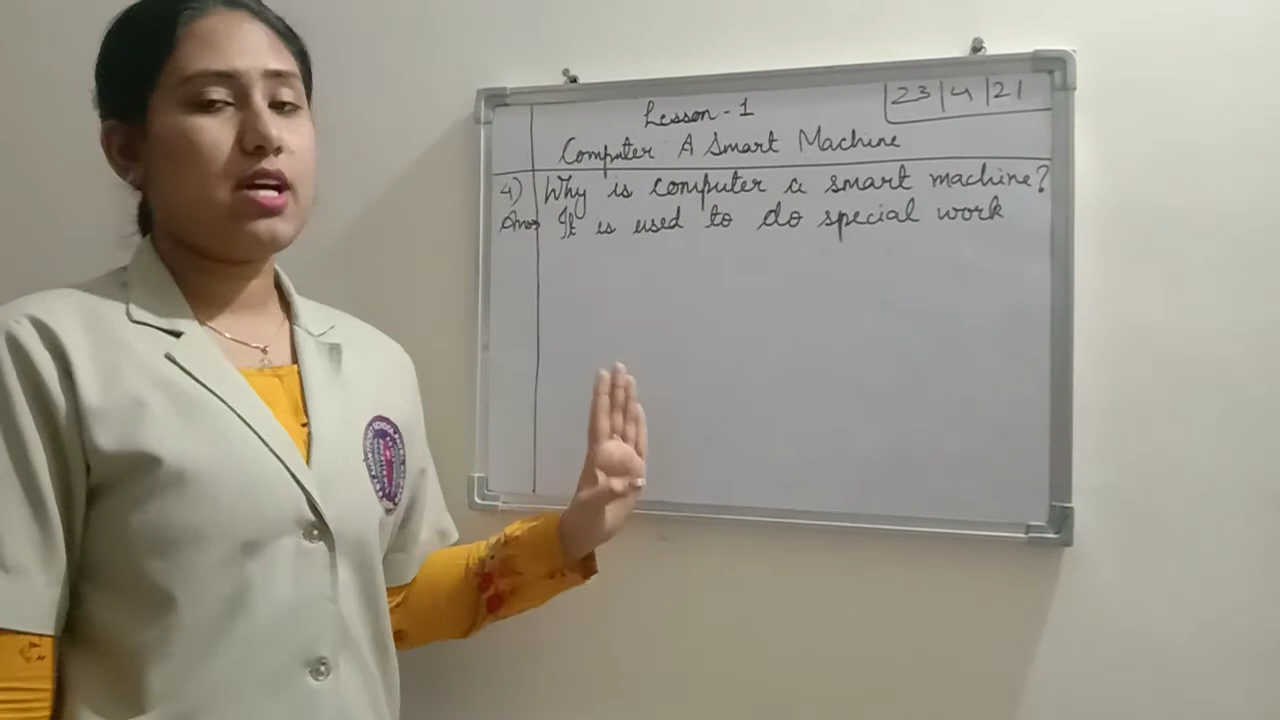 23/4/21
Lesson - 1
Computer A Smart Machine
4) Why is computer a smart machine?
Ans It is used to do special work